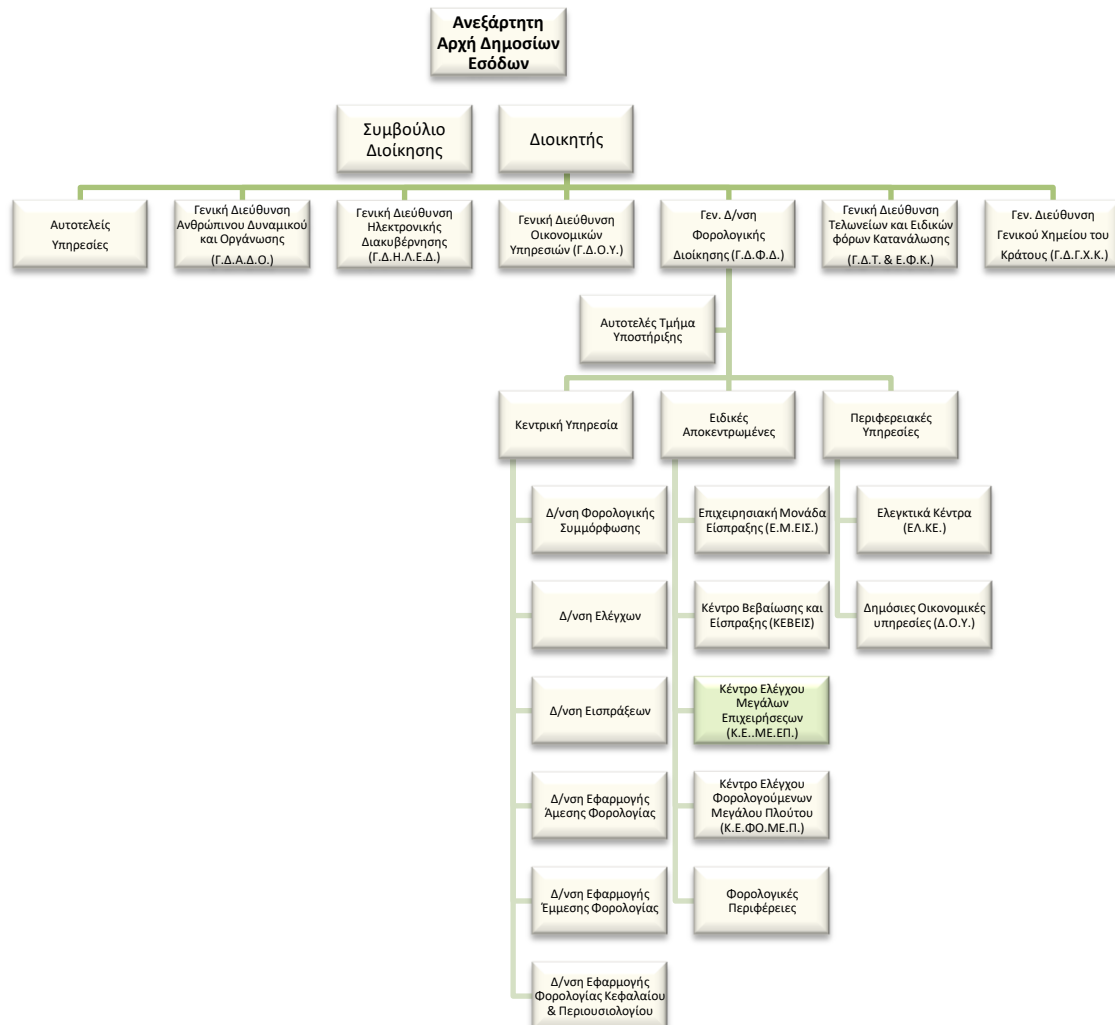 Ανεξάρτητη
Αρχή Δημοσίων
Εσόδων
Συμβούλιο
Διοίκησης
Διοικητής
Αυτοτελείς
Υπηρεσίες
Γενική Διεύθυνση
Ανθρώπινου Δυναμικού
και Οργάνωσης
(Γ.Δ.Α.Δ.Ο.)
Γενική Διεύθυνση
Ηλεκτρονικής
Διακυβέρνησης
(Γ.Δ.Η.Λ.Ε.Δ.)
Γενική Διεύθυνση
Οικονομικών
Υπηρεσιών (Γ.Δ.Ο.Υ.)
Γεν. Δ/νση
Φορολογικής
Διοίκησης (Γ.Δ.Φ.Δ.)
Γενική Διεύθυνση
Τελωνείων και Ειδικών
φόρων Κατανάλωσης
(Γ.Δ.Τ. & Ε.Φ.Κ.)
Γεν. Διεύθυνση
Γενικού Χημείου του
Κράτους (Γ.Δ.Γ.Χ.Κ.)
Αυτοτελές Τμήμα
Υποστήριξης
Κεντρική Υπηρεσία
Ειδικές
Αποκεντρωμένες
Περιφερειακές
Υπηρεσίες
Δ/νση Φορολογικής
Συμμόρφωσης
Επιχειρησιακή Μονάδα
Είσπραξης (Ε.Μ.ΕΙΣ.)
Ελεγκτικά Κέντρα
(ΕΛ.ΚΕ.)
Δ/νση Ελέγχων
Κέντρο Βεβαίωσης και
Είσπραξης (ΚΕΒΕΙΣ)
Δημόσιες Οικονομικές
υπηρεσίες (Δ.Ο.Υ.)
Δ/νση Εισπράξεων
Κέντρο Ελέγχου
Μεγάλων
Επιχειρήσεςων
(Κ.Ε..ΜΕ.ΕΠ.)
Δ/νση Εφαρμογής
Άμεσης Φορολογίας
Κέντρο Ελέγχου
Φορολογούμενων
Μεγάλου Πλούτου
(Κ.Ε.ΦΟ.ΜΕ.Π.)
Δ/νση Εφαρμογής
Έμμεσης Φορολογίας
Φορολογικές
Περιφέρειες
Δ/νση Εφαρμογής
Φορολογίας Κεφαλαίου
& Περιουσιολογίου